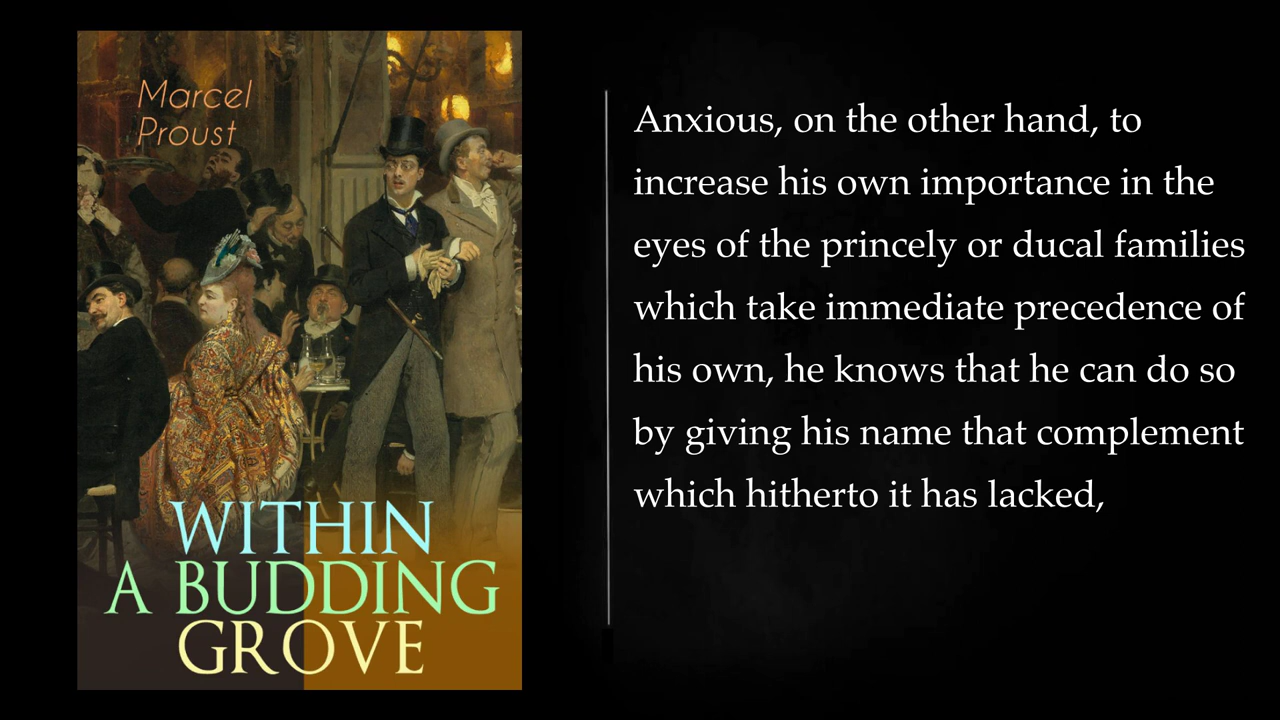 Marcel
Proust
WITHIN
A BUDDING
GROVE
Anxious, on the other hand, to
increase his own importance in the
eyes of the princely or ducal families
which take immediate precedence of
his own, he knows that he can do so
by giving his name that complement
which hitherto it has lacked,